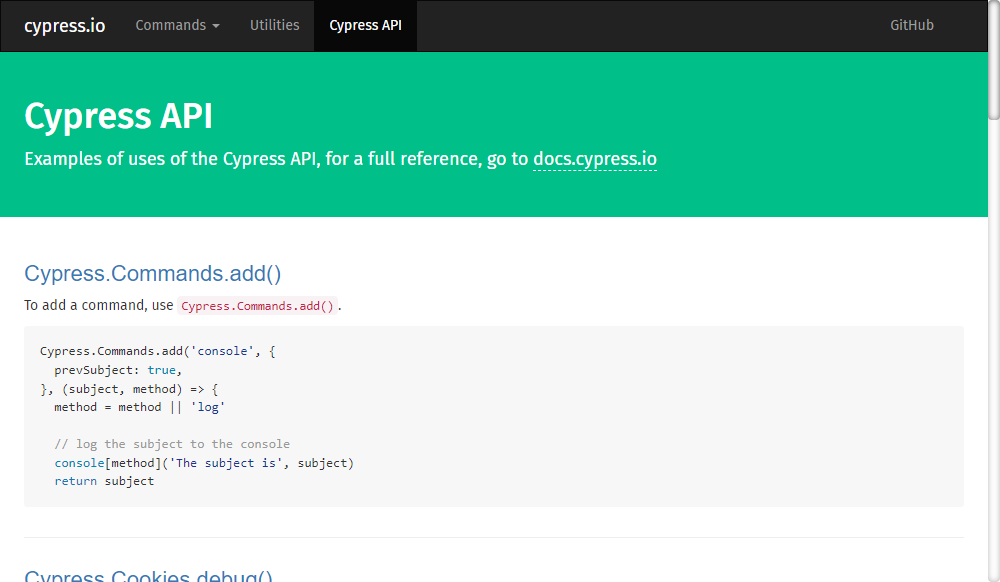 cypress.io Commands Utilities Cypress API GitHub
Cypress API
Examples of uses of the Cypress API, for a full reference, go to docs.cypress.io
Cypress.Commands.add()
To add a command, use Cypress.Commands.add().
Cypress.Commands.add('console', {
  prevSubject: true,
}, (subject, method) => {
  method = method || 'log'
  // log the subject to the console
  console[method]('The subject is', subject)
  return subject
Cypress.Cookies.debug()